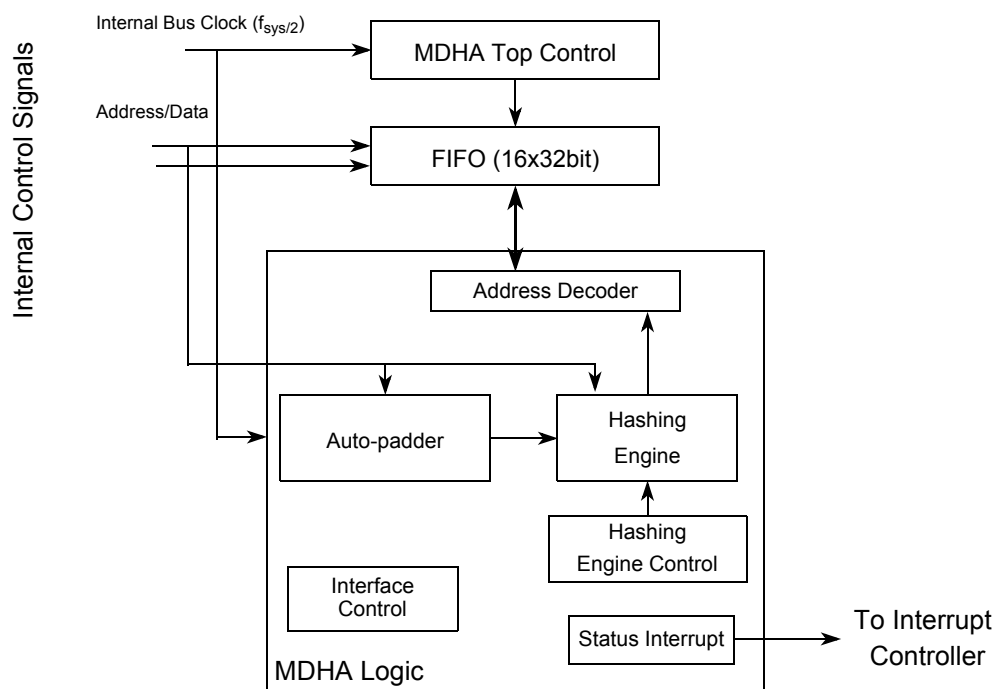 Internal Control Signals
Internal Bus Clock (fsys/2)
MDHA Top Control
Address/Data
FIFO (16x32bit)
Address Decoder
Auto-padder
Hashing
Engine
Hashing
Engine Control
Interface
Control
Status Interrupt
To Interrupt
Controller
MDHA Logic